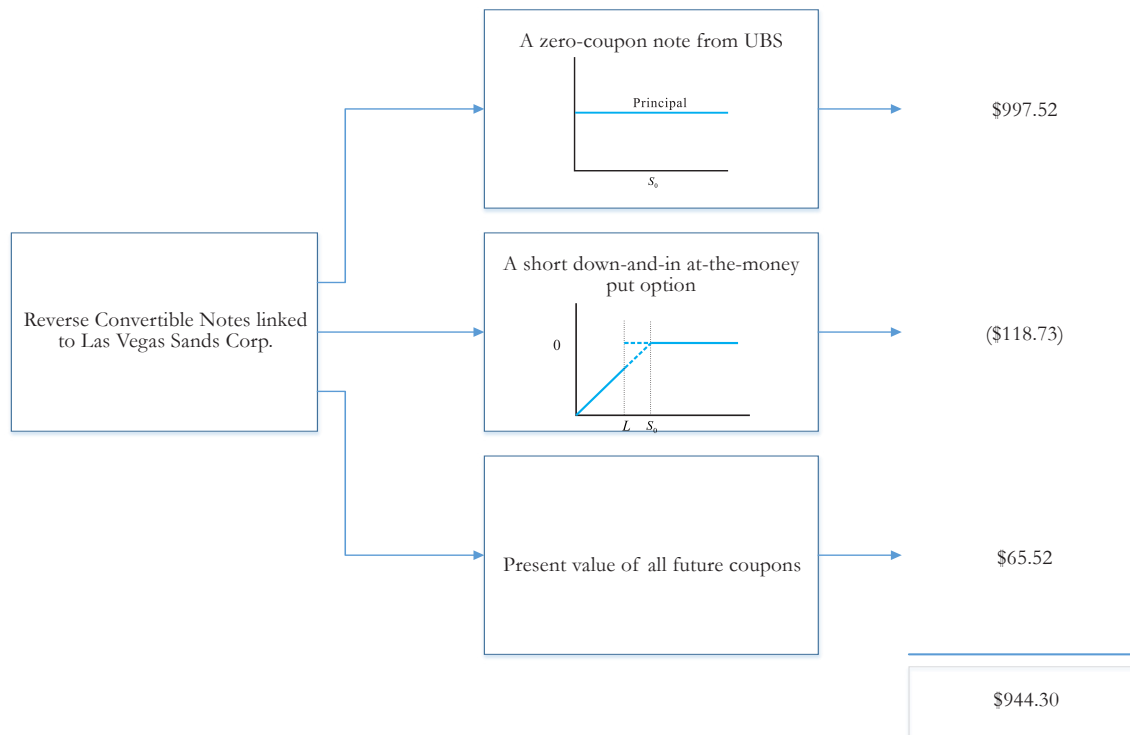 A zero-coupon note from UBS
Principal
S₀
$997.52
Reverse Convertible Notes linked
to Las Vegas Sands Corp.
A short down-and-in at-the-money
put option
0
L S₀
($118.73)
Present value of all future coupons
$65.52
$944.30